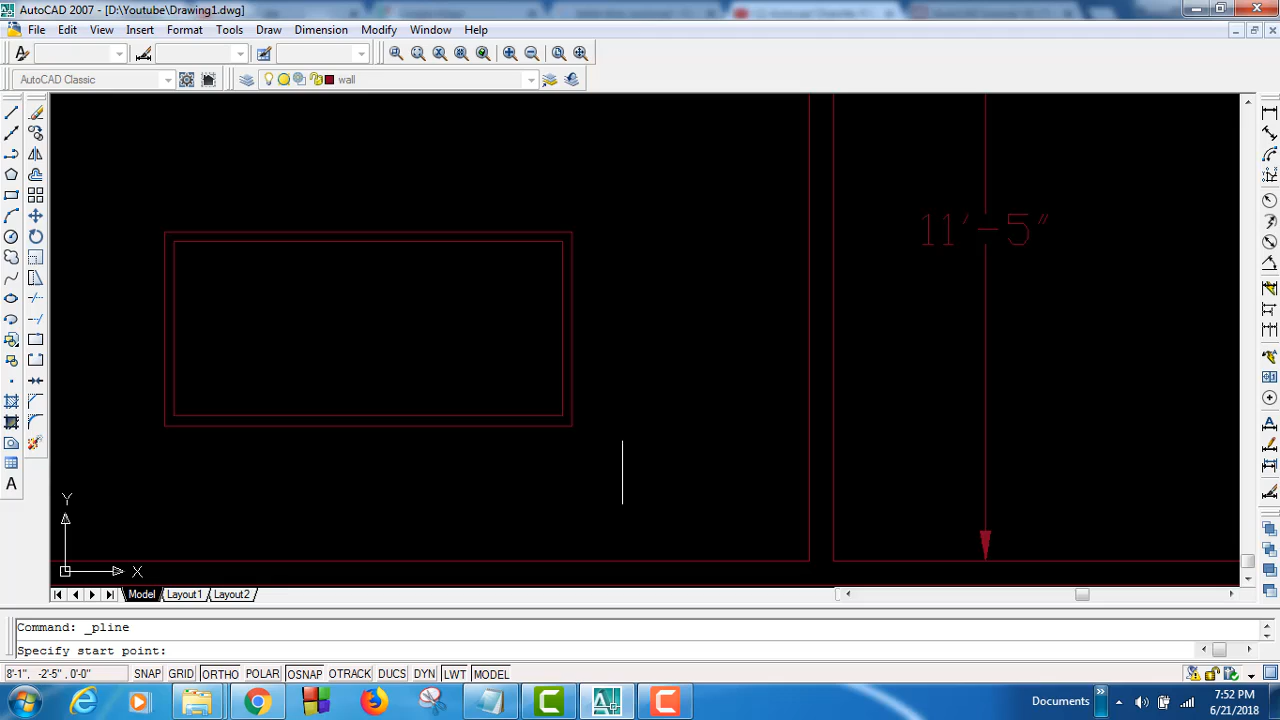 AutoCAD 2007 - [D:\Youtube\Drawing1.dwg]
File Edit View Insert Format Tools Draw Dimension Modify Window Help
AutoCAD Classic wall
11'-5"
Y
X
Model Layout1 Layout2
Command: _pline
Specify start point:
8'-1", -2'-5", 0'-0" SNAP GRID ORTHO POLAR OSNAP OTRACK DUCS DYN LWT MODEL
Documents
7:52 PM
6/21/2018